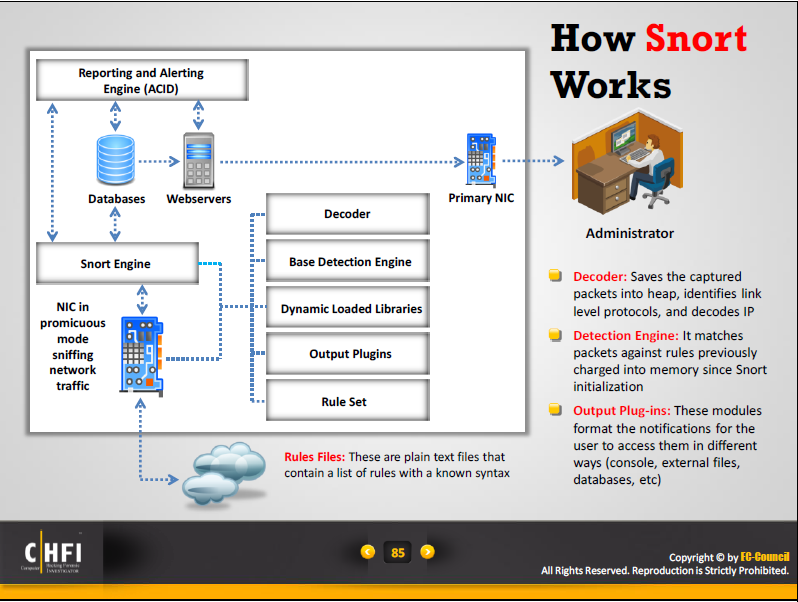 How Snort
Works
Reporting and Alerting
Engine (ACID)
Databases
Webservers
Primary NIC
Administrator
Snort Engine
NIC in
promicuous
mode
sniffing
network
traffic
Decoder
Base Detection Engine
Dynamic Loaded Libraries
Output Plugins
Rule Set
Decoder: Saves the captured
packets into heap, identifies link
level protocols, and decodes IP
Detection Engine: It matches
packets against rules previously
charged into memory since Snort
initialization
Output Plug-ins: These modules
format the notifications for the
user to access them in different
ways (console, external files,
databases, etc)
Rules Files: These are plain text files that
contain a list of rules with a known syntax
CHFI
Computer Hacking Forensic
INVESTIGATOR
85
Copyright © by EC-Council
All Rights Reserved. Reproduction is Strictly Prohibited.